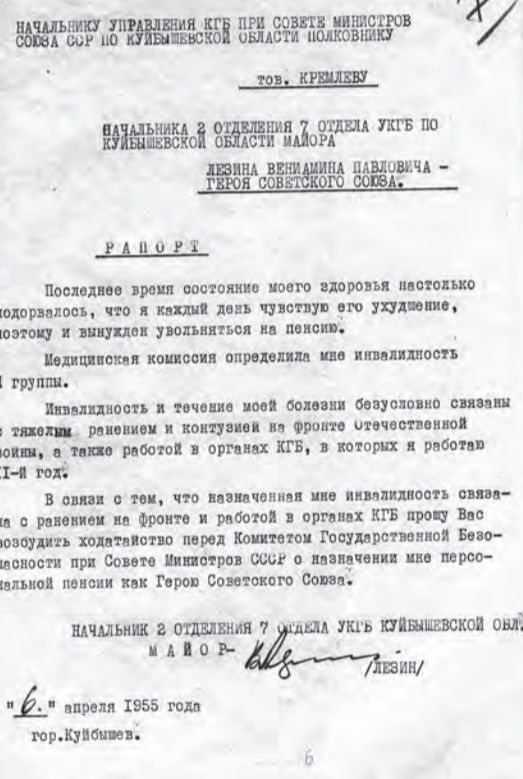 НАЧАЛЬНИКУ УПРАВЛЕНИЯ КГБ ПРИ СОВЕТЕ МИНИСТРОВ
СОЮЗА ССР ПО КУЙБЫШЕВСКОЙ ОБЛАСТИ ПОЛКОВНИКУ
тов. КРЕМЛЕВУ
НАЧАЛЬНИКА 2 ОТДЕЛЕНИЯ 7 ОТДЕЛА УКГБ ПО
КУЙБЫШЕВСКОЙ ОБЛАСТИ МАЙОРА
ЛЕЗИНА ВЕНИАМИНА ПАВЛОВИЧА –
ГЕРОЯ СОВЕТСКОГО СОЮЗА.
Р А П О Р Т
Последнее время состояние моего здоровья настолько
подорвалось, что я каждый день чувствую его ухудшение,
поэтому и вынужден увольняться на пенсию.
Медицинская комиссия определила мне инвалидность
группы.
Инвалидность и течение моей болезни безусловно связаны
с тяжелым ранением и контузией на фронте Отечественной
войны, а также работой в органах КГБ, в которых я работаю
XI-й год.
В связи с тем, что назначенная мне инвалидность связа-
на с ранением на фронте и работой в органах КГБ прошу Вас
возбудить ходатайство перед Комитетом Государственной Безо-
пасности при Совете Министров СССР о назначении мне персо-
нальной пенсии как Герою Советского Союза.
НАЧАЛЬНИК 2 ОТДЕЛЕНИЯ 7 ОТДЕЛА УКГБ КУЙБЫШЕВСКОЙ ОБЛ.
М А Й О Р–
/ЛЕЗИН/
"6." апреля 1955 года
гор.Куйбышев.
6